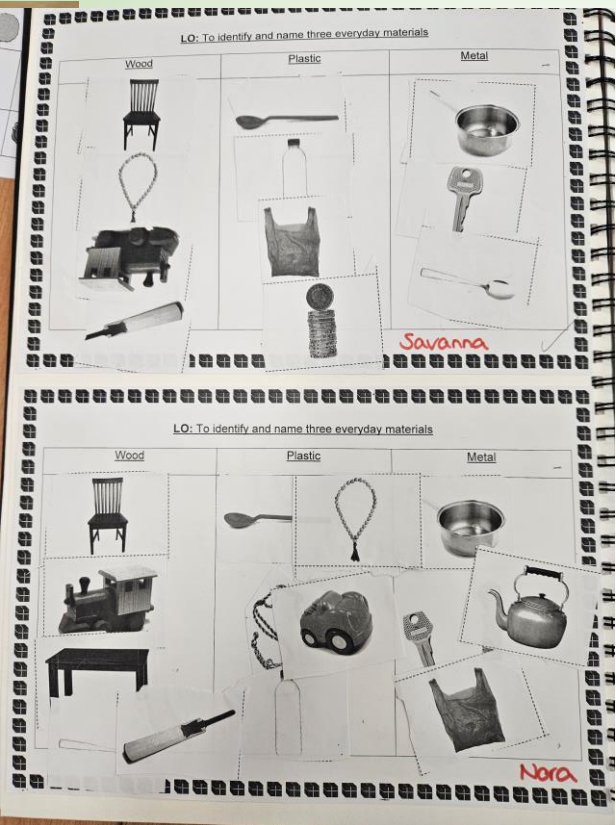 LO: To identify and name three everyday materials
Wood Plastic Metal
Savanna
LO: To identify and name three everyday materials
Wood Plastic Metal
Nora